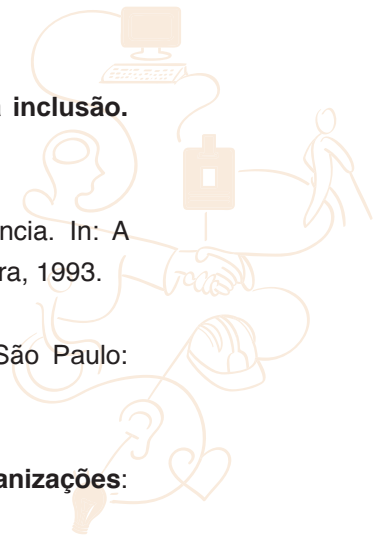 inclusão.
ncia. In: A
ra, 1993.
São Paulo:
anizações: